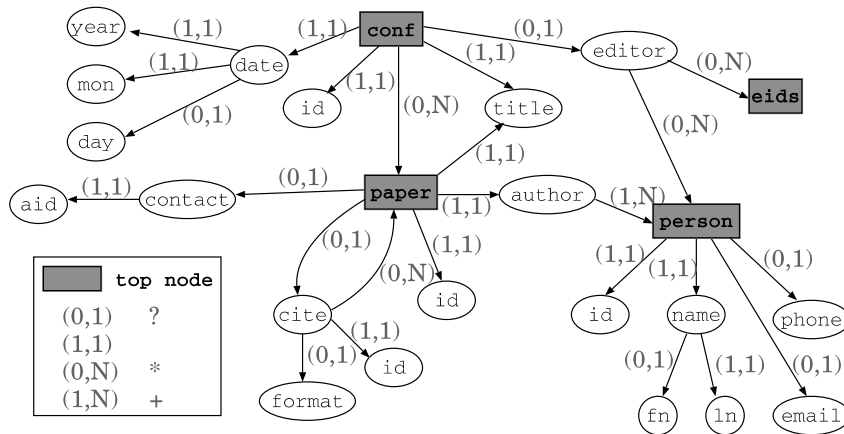 year (1,1) (1,1) conf (0,1) editor
mon (1,1) date (1,1) (1,1) (0,N)
id (0,N) title eids
day (0,1) (0,N)
(1,1)
aid (1,1) contact (0,1) paper (1,1) author (1,N) person
(0,1) (1,1) (1,1) (1,1) (0,1)
top node (0,N) id id name phone
(0,1) ? cite
(1,1) (1,1) (0,1) (1,1) (0,1)
(0,N) * (0,1) id
(1,N) + format fn ln email